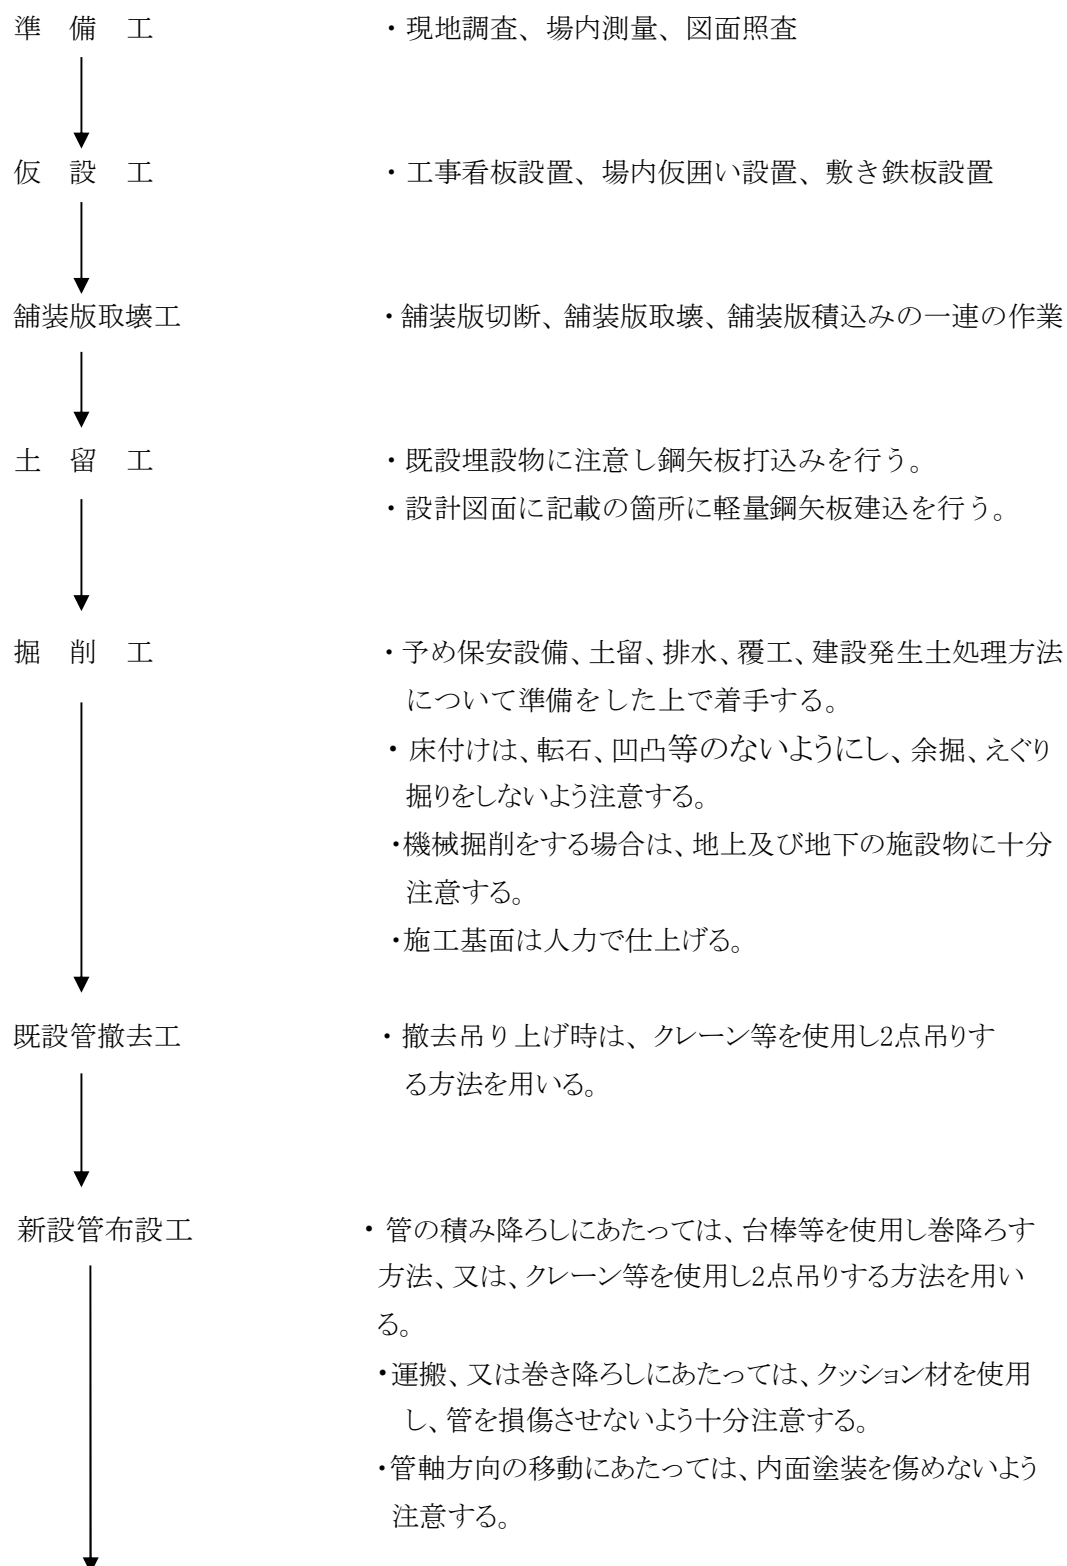 準　備　工　・現地調査、場内測量、図面照査
仮　設　工　・工事看板設置、場内仮囲い設置、敷き鉄板設置
舗装版取壊工　・舗装版切断、舗装版取壊、舗装版積込みの一連の作業
土　留　工　・既設埋設物に注意し鋼矢板打込みを行う。
・設計図面に記載の箇所に軽量鋼矢板建込を行う。
掘　削　工　・予め保安設備、土留、排水、覆工、建設発生土処理方法
について準備をした上で着手する。
・床付けは、転石、凹凸等のないようにし、余掘、えぐり
掘りをしないよう注意する。
・機械掘削をする場合は、地上及び地下の施設物に十分
注意する。
・施工基面は人力で仕上げる。
既設管撤去工　・撤去吊り上げ時は、クレーン等を使用し2点吊りす
る方法を用いる。
新設管布設工　・管の積み降ろしにあたっては、台棒等を使用し巻降ろす
方法、又は、クレーン等を使用し2点吊りする方法を用い
る。
・運搬、又は巻き降ろしにあたっては、クッション材を使用
し、管を損傷させないよう十分注意する。
・管軸方向の移動にあたっては、内面塗装を傷めないよう
注意する。